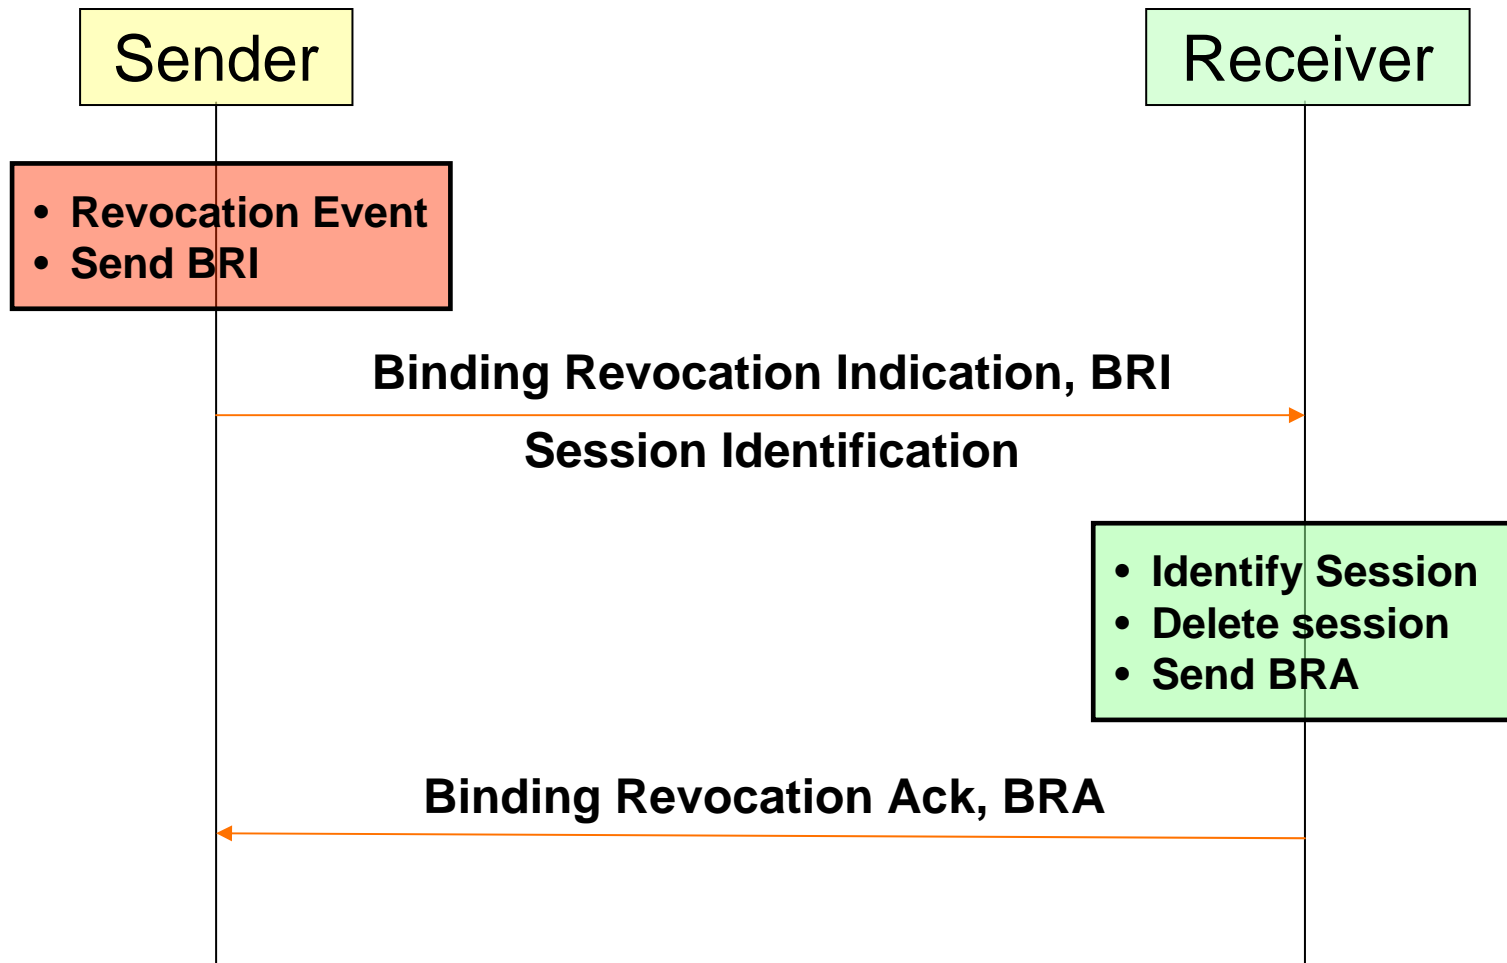 Sender
Receiver
• Revocation Event
• Send BRI
Binding Revocation Indication, BRI
Session Identification
• Identify Session
• Delete session
• Send BRA
Binding Revocation Ack, BRA